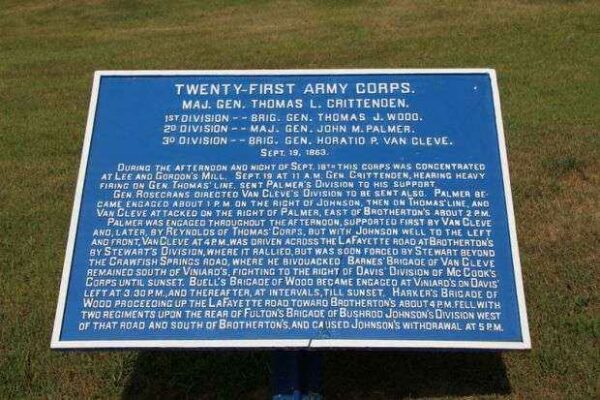 TWENTY-FIRST ARMY CORPS.
MAJ. GEN. THOMAS L. CRITTENDEN.
1ST DIVISION -- BRIG. GEN. THOMAS J. WOOD.
2D DIVISION -- MAJ. GEN. JOHN M. PALMER.
3D DIVISION -- BRIG. GEN. HORATIO P. VAN CLEVE.
SEPT. 19, 1863.
DURING THE AFTERNOON AND NIGHT OF SEPT. 18TH THIS CORPS WAS CONCENTRATED
AT LEE AND GORDON'S MILL. SEPT. 19 AT 11 A.M. GEN. CRITTENDEN, HEARING HEAVY
FIRING ON GEN. THOMAS' LINE, SENT PALMER'S DIVISION TO HIS SUPPORT.
GEN. ROSECRANS DIRECTED VAN CLEVE'S DIVISION TO BE SENT ALSO. PALMER BE-
CAME ENGAGED ABOUT 1 P.M. ON THE RIGHT OF JOHNSON, THEN ON THOMAS' LINE, AND
VAN CLEVE ATTACKED ON THE RIGHT OF PALMER, EAST OF BROTHERTON'S ABOUT 2 P.M.
PALMER WAS ENGAGED THROUGHOUT THE AFTERNOON, SUPPORTED FIRST BY VAN CLEVE
AND, LATER, BY REYNOLDS OF THOMAS' CORPS, BUT WITH JOHNSON WELL TO THE LEFT
AND FRONT, VAN CLEVE AT 4 P.M., WAS DRIVEN ACROSS THE LAFAYETTE ROAD AT BROTHERTON'S
BY STEWART'S DIVISION, WHERE IT RALLIED, BUT WAS SOON FORCED BY STEWART BEYOND
THE CRAWFISH SPRINGS ROAD, WHERE HE BIVOUACKED. BARNES' BRIGADE OF VAN CLEVE
REMAINED SOUTH OF VINIARD'S, FIGHTING TO THE RIGHT OF DAVIS' DIVISION OF MCCOOK'S
CORPS UNTIL SUNSET. BUELL'S BRIGADE OF WOOD BECAME ENGAGED AT VINIARD'S ON DAVIS'
LEFT AT 3.30 P.M., AND THEREAFTER, AT INTERVALS, TILL SUNSET. HARKER'S BRIGADE OF
WOOD PROCEEDING UP THE LAFAYETTE ROAD TOWARD BROTHERTON'S ABOUT 4 P.M. FELL WITH
TWO REGIMENTS UPON THE REAR OF FULTON'S BRIGADE OF BUSHROD JOHNSON'S DIVISION WEST
OF THAT ROAD AND SOUTH OF BROTHERTON'S, AND CAUSED JOHNSON'S WITHDRAWAL AT 5 P.M.